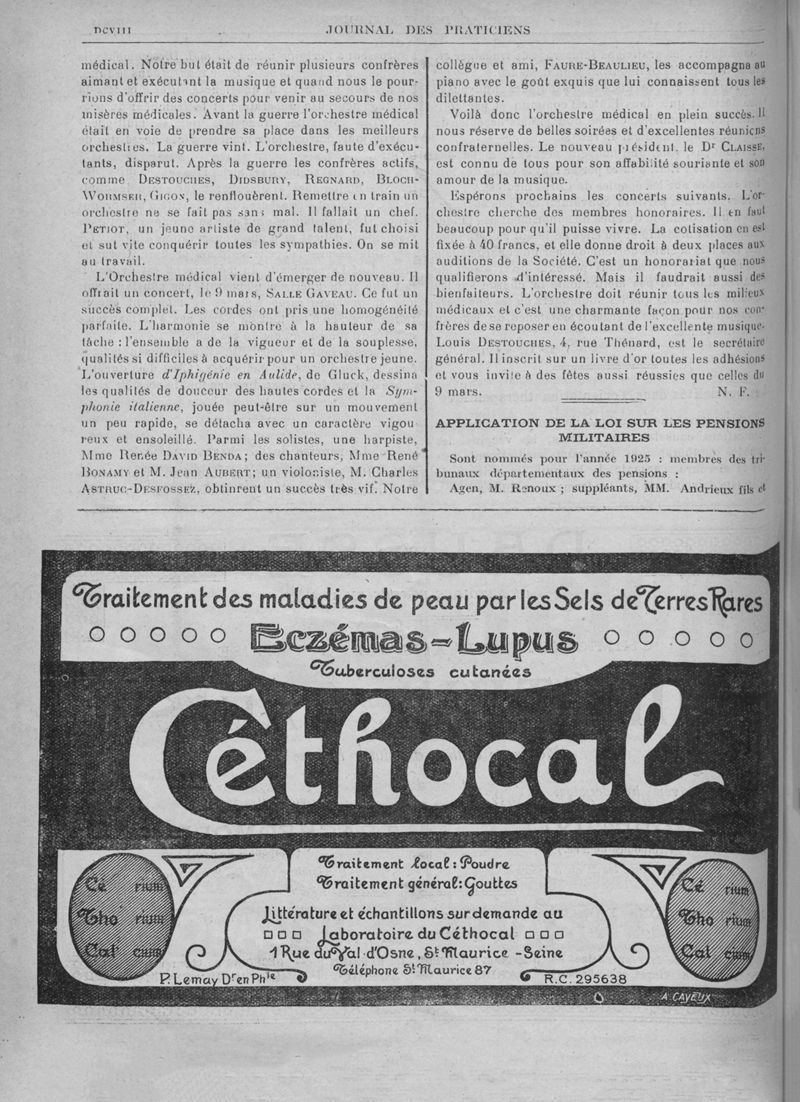 DCVIII
JOURNAL DES PRATICIENS
médical. Notre but était de réunir plusieurs confrères
aimant et exécutant la musique et quand nous le pour-
rions d'offrir des concerts pour venir au secours de nos
misères médicales. Avant la guerre l'orchestre médical
était en voie de prendre sa place dans les meilleurs
orchestres. La guerre vint. L'orchestre, faute d'exécu-
tants, disparut. Après la guerre les confrères actifs,
comme DESTOUCHES, DIDSBURY, REGNARD, BLOCH-
WORMSER, GIGON, le renflouèrent. Remettre en train un
orchestre ne se fait pas sans mal. Il fallait un chef.
PETIOT, un jeune artiste de grand talent, fut choisi
et sut vite conquérir toutes les sympathies. On se mit
au travail.
L'Orchestre médical vient d'émerger de nouveau. Il
offrait un concert, le 9 mars, SALLE GAVEAU. Ce fut un
succès complet. Les cordes ont pris une homogénéité
parfaite. L'harmonie se montre à la hauteur de sa
tâche : l'ensemble a de la vigueur et de la souplesse,
qualités si difficiles à acquérir pour un orchestre jeune.
L'ouverture d'Iphigénie en Aulide, de Gluck, dessina
les qualités de douceur des hautes cordes et la Sym-
phonie italienne, jouée peut-être sur un mouvement
un peu rapide, se détacha avec un caractère vigou
reux et ensoleillé. Parmi les solistes, une harpiste,
Mme Renée DAVID BENDA; des chanteurs, Mme René
BONAMY et M. Jean AUBERT; un violoniste, M. Charles
ASTRUC-DESFOSSEZ, obtinrent un succès très vif. Notre
collègue et ami, FAURE-BEAULIEU, les accompagna au
piano avec le goût exquis que lui connaissent tous les
dilettantes.
Voilà donc l'orchestre médical en plein succès. Il
nous réserve de belles soirées et d'excellentes réunions
confraternelles. Le nouveau président, le Dr CLAISSE,
est connu de tous pour son affabilité souriante et son
amour de la musique.
Espérons prochains les concerts suivants. L'or-
chestre cherche des membres honoraires. Il en faut
beaucoup pour qu'il puisse vivre. La cotisation en est
fixée à 40 francs, et elle donne droit à deux places aux
auditions de la Société. C'est un honorariat que nous
qualifierons d'intéressé. Mais il faudrait aussi des
bienfaiteurs. L'orchestre doit réunir tous les milieux
médicaux et c'est une charmante façon pour nos con-
frères de se reposer en écoutant de l'excellente musique.
Louis DESTOUCHES, 4, rue Thénard, est le secrétaire
général. Il inscrit sur un livre d'or toutes les adhésions
et vous invite à des fêtes aussi réussies que celles du
9 mars. N. F.
APPLICATION DE LA LOI SUR LES PENSIONS
MILITAIRES
Sont nommés pour l'année 1925 : membres des tri-
bunaux départementaux des pensions :
Agen, M. Renoux ; suppléants, MM. Andrieux fils et
Traitement des maladies de peau par les Sels de Terres Rares
Eczémas-Lupus
Tuberculoses cutanées
Céthocal
Traitement local : Poudre
Traitement général : Gouttes
Littérature et échantillons sur demande au
Laboratoire du Céthocal
1 Rue du Val d'Osne, St Maurice - Seine
Téléphone St Maurice 87
Cé rium
Tho rium
Cal cium
Cé rium
Tho rium
Cal cium
P. Lemay Dr en Phie
R.C. 295638
A. CAYEUX